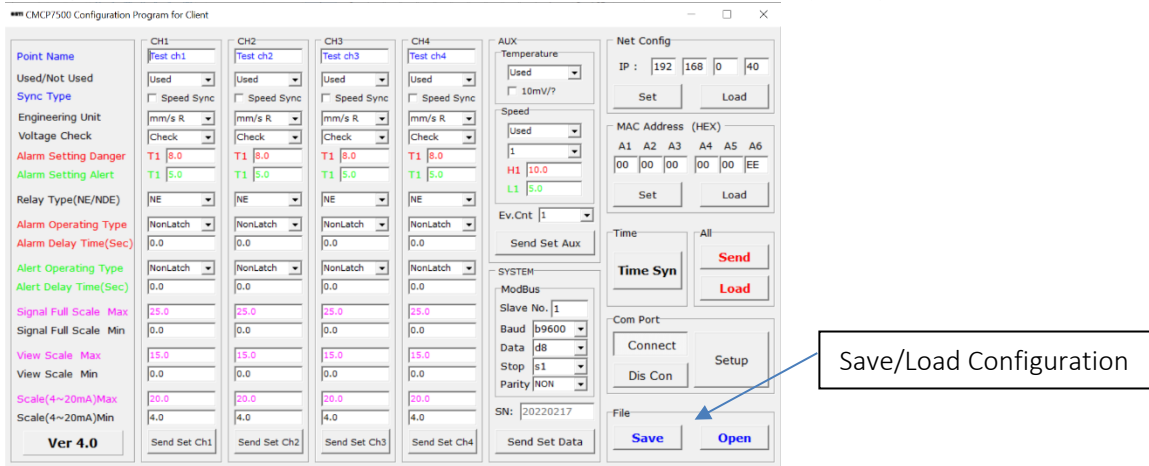 CMCP7500 Configuration Program for Client
CH1 CH2 CH3 CH4 AUX Net Config
Point Name Test ch1 Test ch2 Test ch3 Test ch4
Used/Not Used Used Used Used Used
Sync Type Speed Sync Speed Sync Speed Sync Speed Sync
Engineering Unit mm/s R mm/s R mm/s R mm/s R
Voltage Check Check Check Check Check
Alarm Setting Danger T1 8.0 T1 8.0 T1 8.0 T1 8.0
Alarm Setting Alert T1 5.0 T1 5.0 T1 5.0 T1 5.0
Relay Type(NE/NDE) NE NE NE NE
Alarm Operating Type NonLatch NonLatch NonLatch NonLatch
Alarm Delay Time(Sec) 0.0 0.0 0.0 0.0
Alert Operating Type NonLatch NonLatch NonLatch NonLatch
Alert Delay Time(Sec) 0.0 0.0 0.0 0.0
Signal Full Scale Max 25.0 25.0 25.0 25.0
Signal Full Scale Min 0.0 0.0 0.0 0.0
View Scale Max 15.0 15.0 15.0 15.0
View Scale Min 0.0 0.0 0.0 0.0
Scale(4~20mA)Max 20.0 20.0 20.0 20.0
Scale(4~20mA)Min 4.0 4.0 4.0 4.0
Ver 4.0 Send Set Ch1 Send Set Ch2 Send Set Ch3 Send Set Ch4
Temperature
Used
10mV/?
Speed
Used
1
H1 10.0
L1 5.0
Ev.Cnt 1
Send Set Aux
SYSTEM
ModBus
Slave No. 1
Baud b9600
Data d8
Stop s1
Parity NON
SN: 20220217
Send Set Data
IP : 192 168 0 40
Set Load
MAC Address (HEX)
A1 A2 A3 A4 A5 A6
00 00 00 00 00 EE
Set Load
Time All
Time Syn Send
Load
Com Port
Connect Setup
Dis Con
File
Save Open
Save/Load Configuration